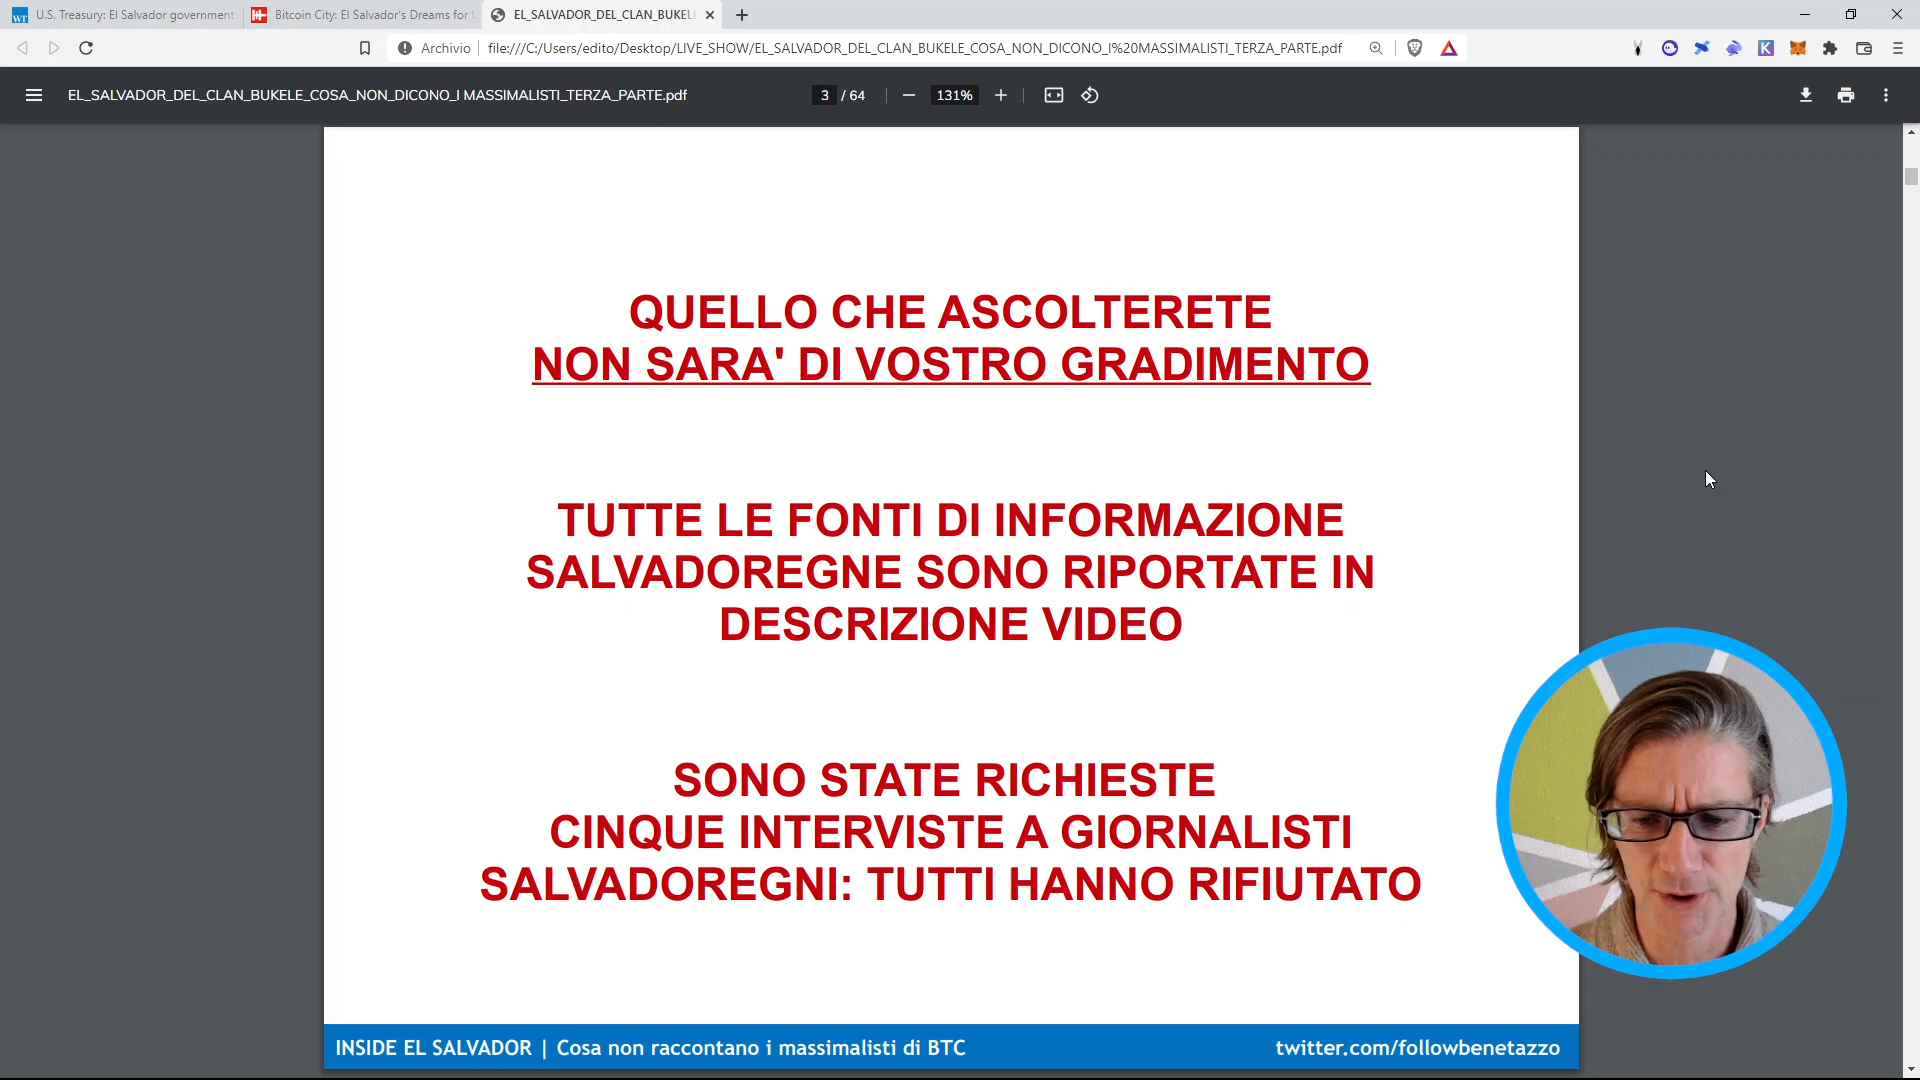 U.S. Treasury: El Salvador government
Bitcoin City: El Salvador's Dreams for U
EL_SALVADOR_DEL_CLAN_BUKELE
Archivio
file:///C:/Users/edito/Desktop/LIVE_SHOW/EL_SALVADOR_DEL_CLAN_BUKELE_COSA_NON_DICONO_I%20MASSIMALISTI_TERZA_PARTE.pdf
EL_SALVADOR_DEL_CLAN_BUKELE_COSA_NON_DICONO_I MASSIMALISTI_TERZA_PARTE.pdf
3 / 64
131%
QUELLO CHE ASCOLTERETE
NON SARA' DI VOSTRO GRADIMENTO
TUTTE LE FONTI DI INFORMAZIONE
SALVADOREGNE SONO RIPORTATE IN
DESCRIZIONE VIDEO
SONO STATE RICHIESTE
CINQUE INTERVISTE A GIORNALISTI
SALVADOREGNI: TUTTI HANNO RIFIUTATO
INSIDE EL SALVADOR | Cosa non raccontano i massimalisti di BTC
twitter.com/followbenetazzo